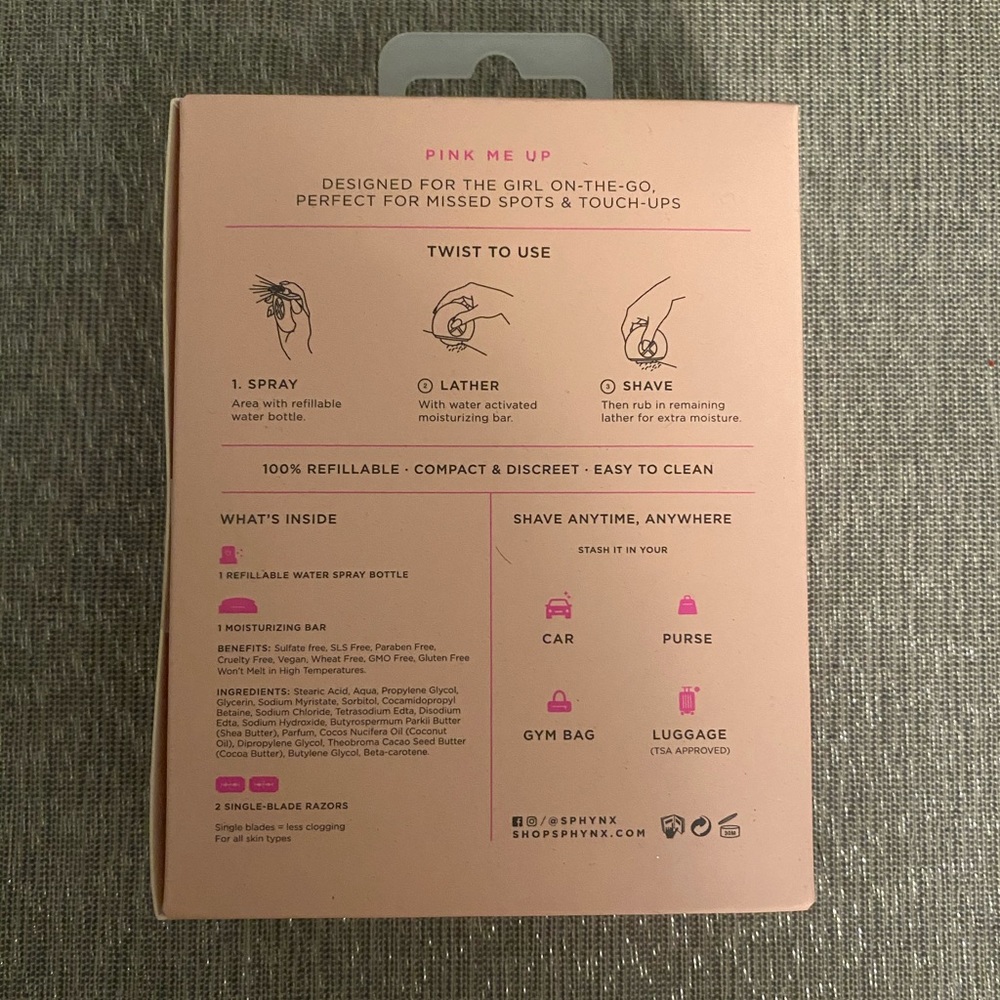 PINK ME UP
DESIGNED FOR THE GIRL ON-THE-GO,
PERFECT FOR MISSED SPOTS & TOUCH-UPS
TWIST TO USE
1. SPRAY
Area with refillable
water bottle.
2 LATHER
With water activated
moisturizing bar.
3 SHAVE
Then rub in remaining
lather for extra moisture.
100% REFILLABLE · COMPACT & DISCREET · EASY TO CLEAN
WHAT'S INSIDE
1 REFILLABLE WATER SPRAY BOTTLE
1 MOISTURIZING BAR
BENEFITS: Sulfate free, SLS Free, Paraben Free,
Cruelty Free, Vegan, Wheat Free, GMO Free, Gluten Free
Won't Melt in High Temperatures.
INGREDIENTS: Stearic Acid, Aqua, Propylene Glycol,
Glycerin, Sodium Myristate, Sorbitol, Cocamidopropyl
Betaine, Sodium Chloride, Tetrasodium Edta, Disodium
Edta, Sodium Hydroxide, Butyrospermum Parkii Butter
(Shea Butter), Parfum, Cocos Nucifera Oil (Coconut
Oil), Dipropylene Glycol, Theobroma Cacao Seed Butter
(Cocoa Butter), Butylene Glycol, Beta-carotene.
2 SINGLE-BLADE RAZORS
Single blades = less clogging
For all skin types
SHAVE ANYTIME, ANYWHERE
STASH IT IN YOUR
CAR
PURSE
GYM BAG
LUGGAGE
(TSA APPROVED)
/@SPHYNX
SHOPSPHYNX.COM